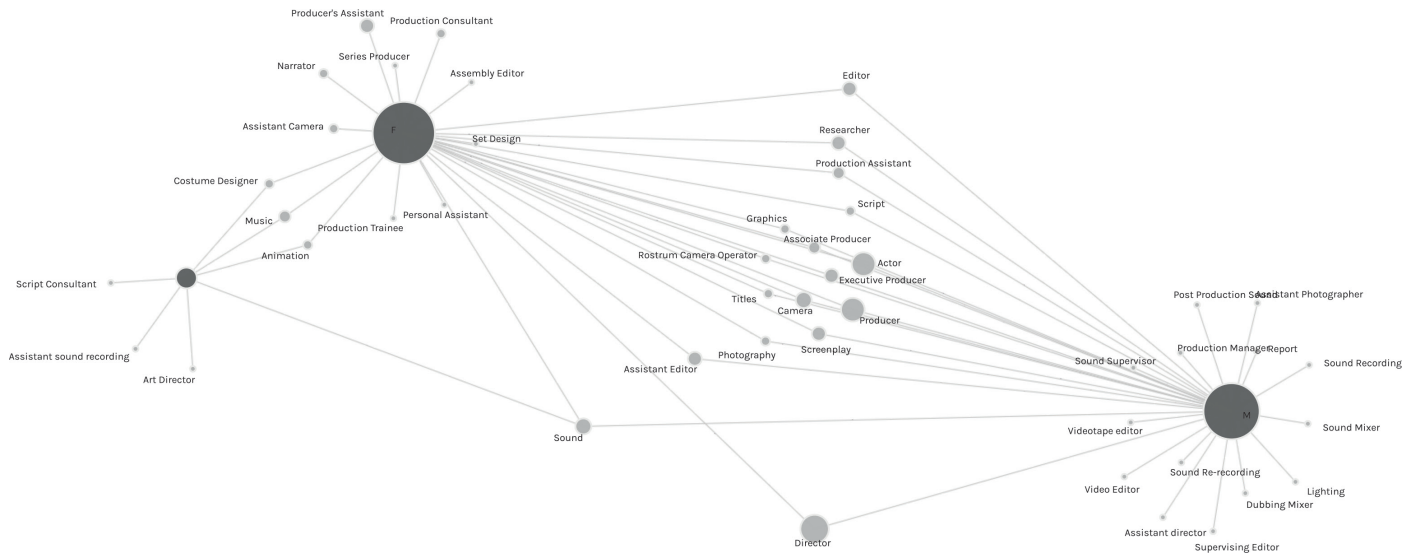 Producer's Assistant
Production Consultant
Series Producer
Narrator
Assembly Editor
Editor
Assistant Camera
F
Set Design
Researcher
Production Assistant
Costume Designer
Script
Music
Production Trainee
Personal Assistant
Graphics
Associate Producer
Animation
Rostrum Camera Operator
Actor
Executive Producer
Script Consultant
Titles
Camera
Producer
Post Production Sound
Assistant Photographer
Assistant sound recording
Photography
Screenplay
Production Manager
Report
Sound Supervisor
Sound Recording
Art Director
Assistant Editor
M
Sound
Videotape editor
Sound Mixer
Sound Re-recording
Video Editor
Lighting
Dubbing Mixer
Assistant director
Director
Supervising Editor